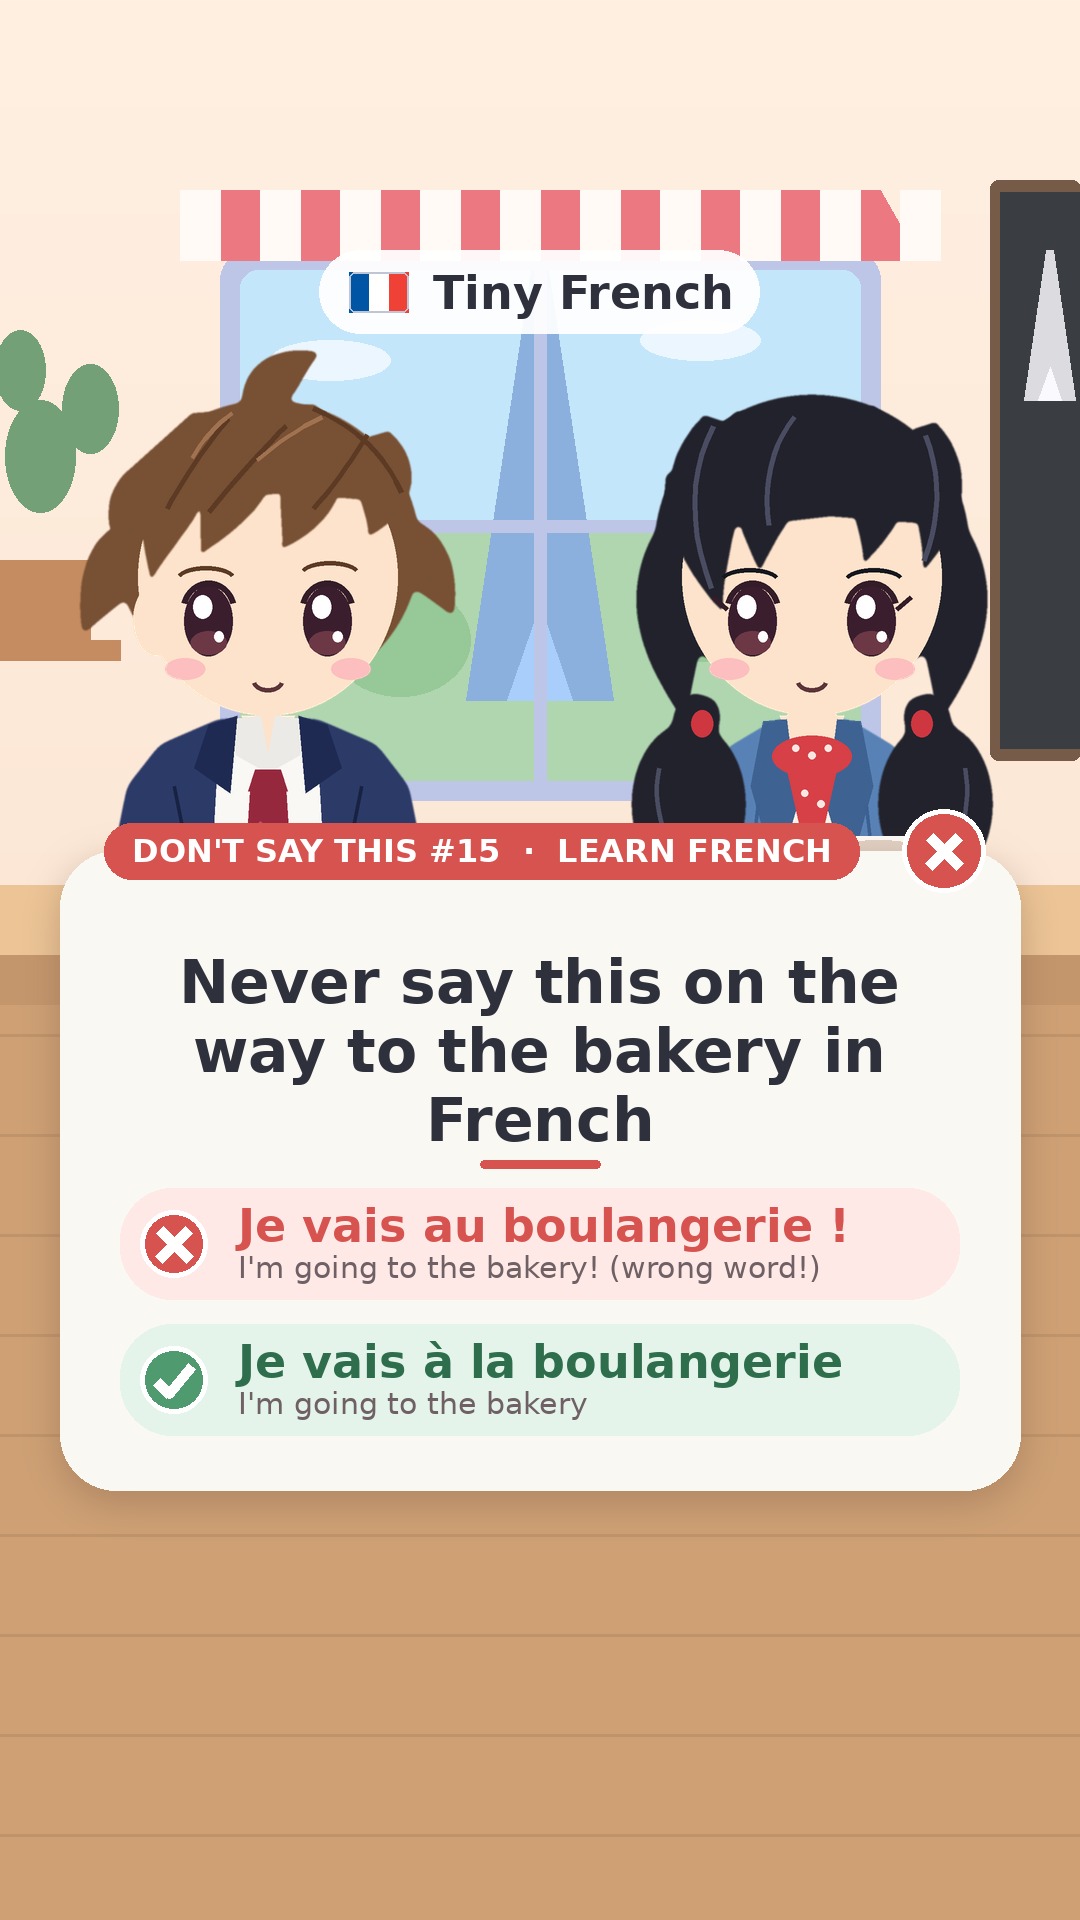 Tiny French
DON'T SAY THIS #15 · LEARN FRENCH
Never say this on the
way to the bakery in
French
Je vais au boulangerie !
I'm going to the bakery! (wrong word!)
Je vais à la boulangerie
I'm going to the bakery